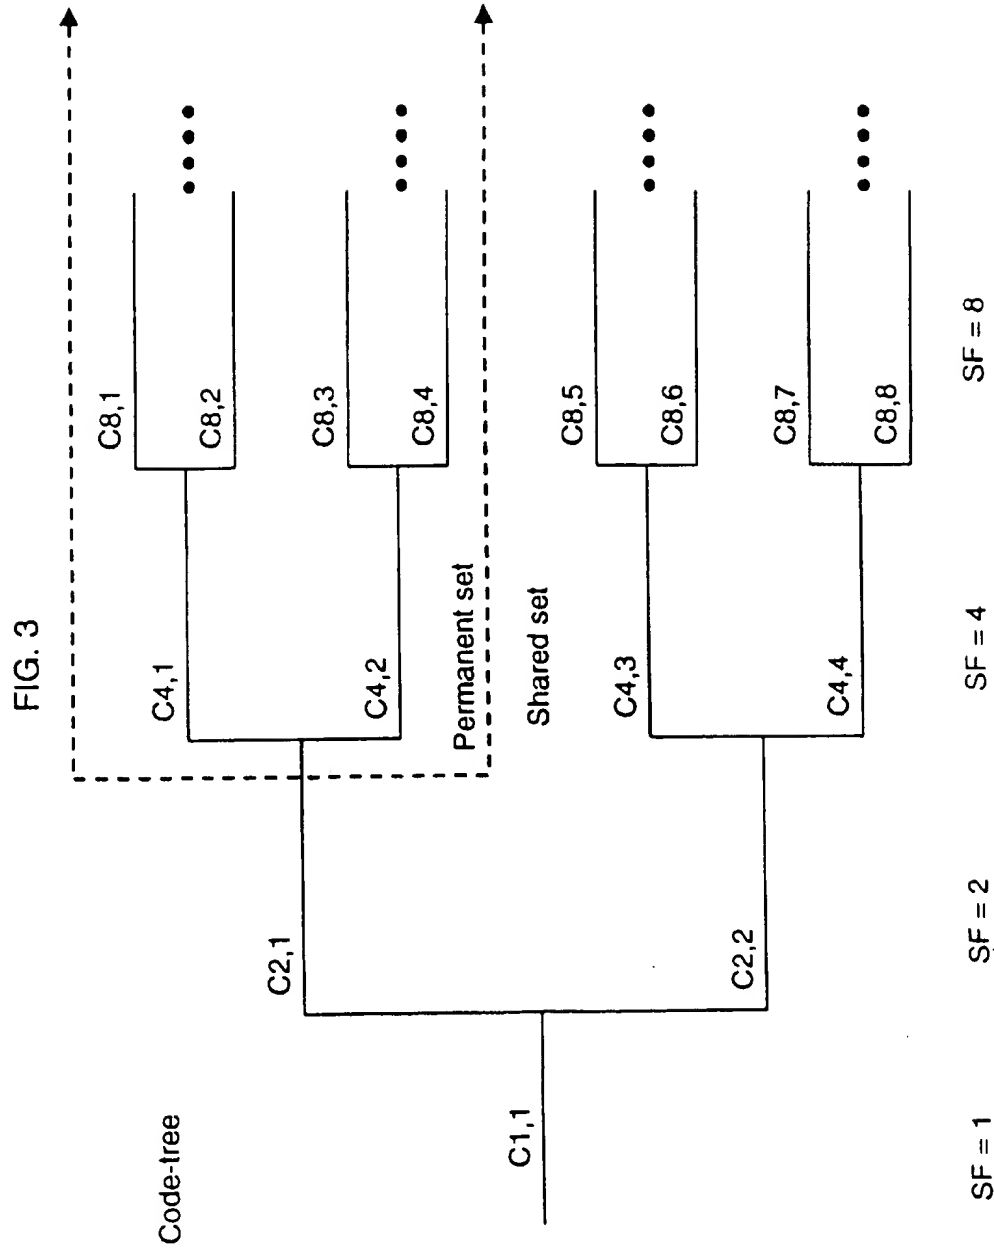 FIG. 3
Code-tree
C1,1
C2,1
C2,2
C4,1
C4,2
Permanent set
Shared set
C4,3
C4,4
C8,1
C8,2
C8,3
C8,4
C8,5
C8,6
C8,7
C8,8
SF = 1
SF = 2
SF = 4
SF = 8